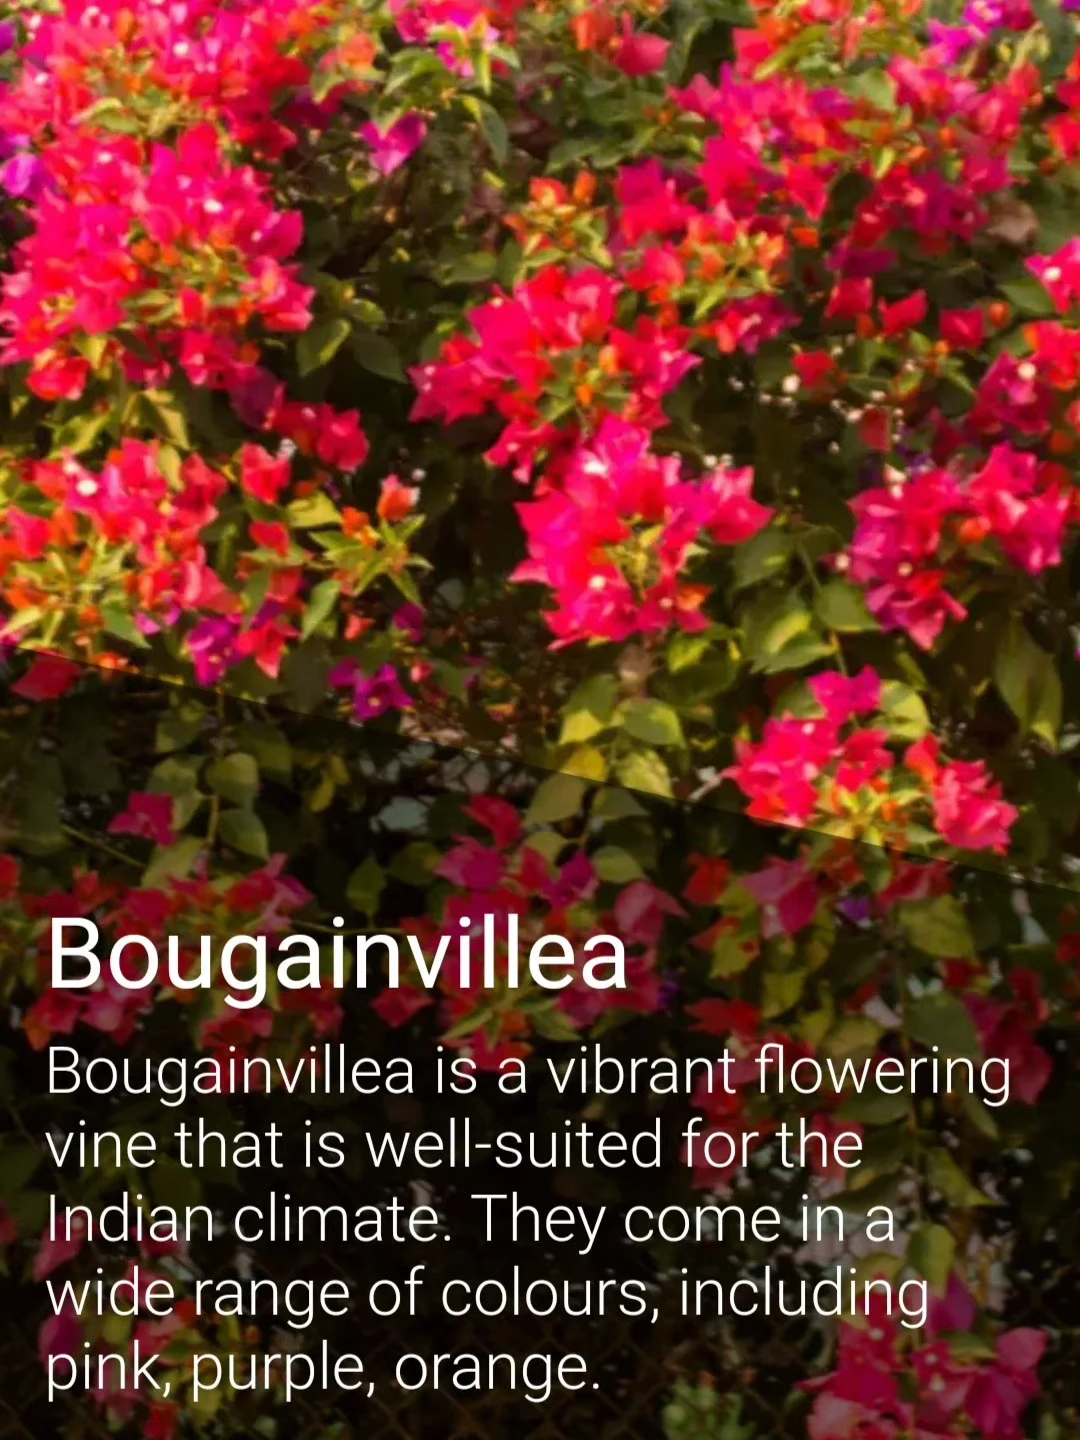 Bougainvillea
Bougainvillea is a vibrant flowering
vine that is well-suited for the
Indian climate. They come in a
wide range of colours, including
pink, purple, orange.